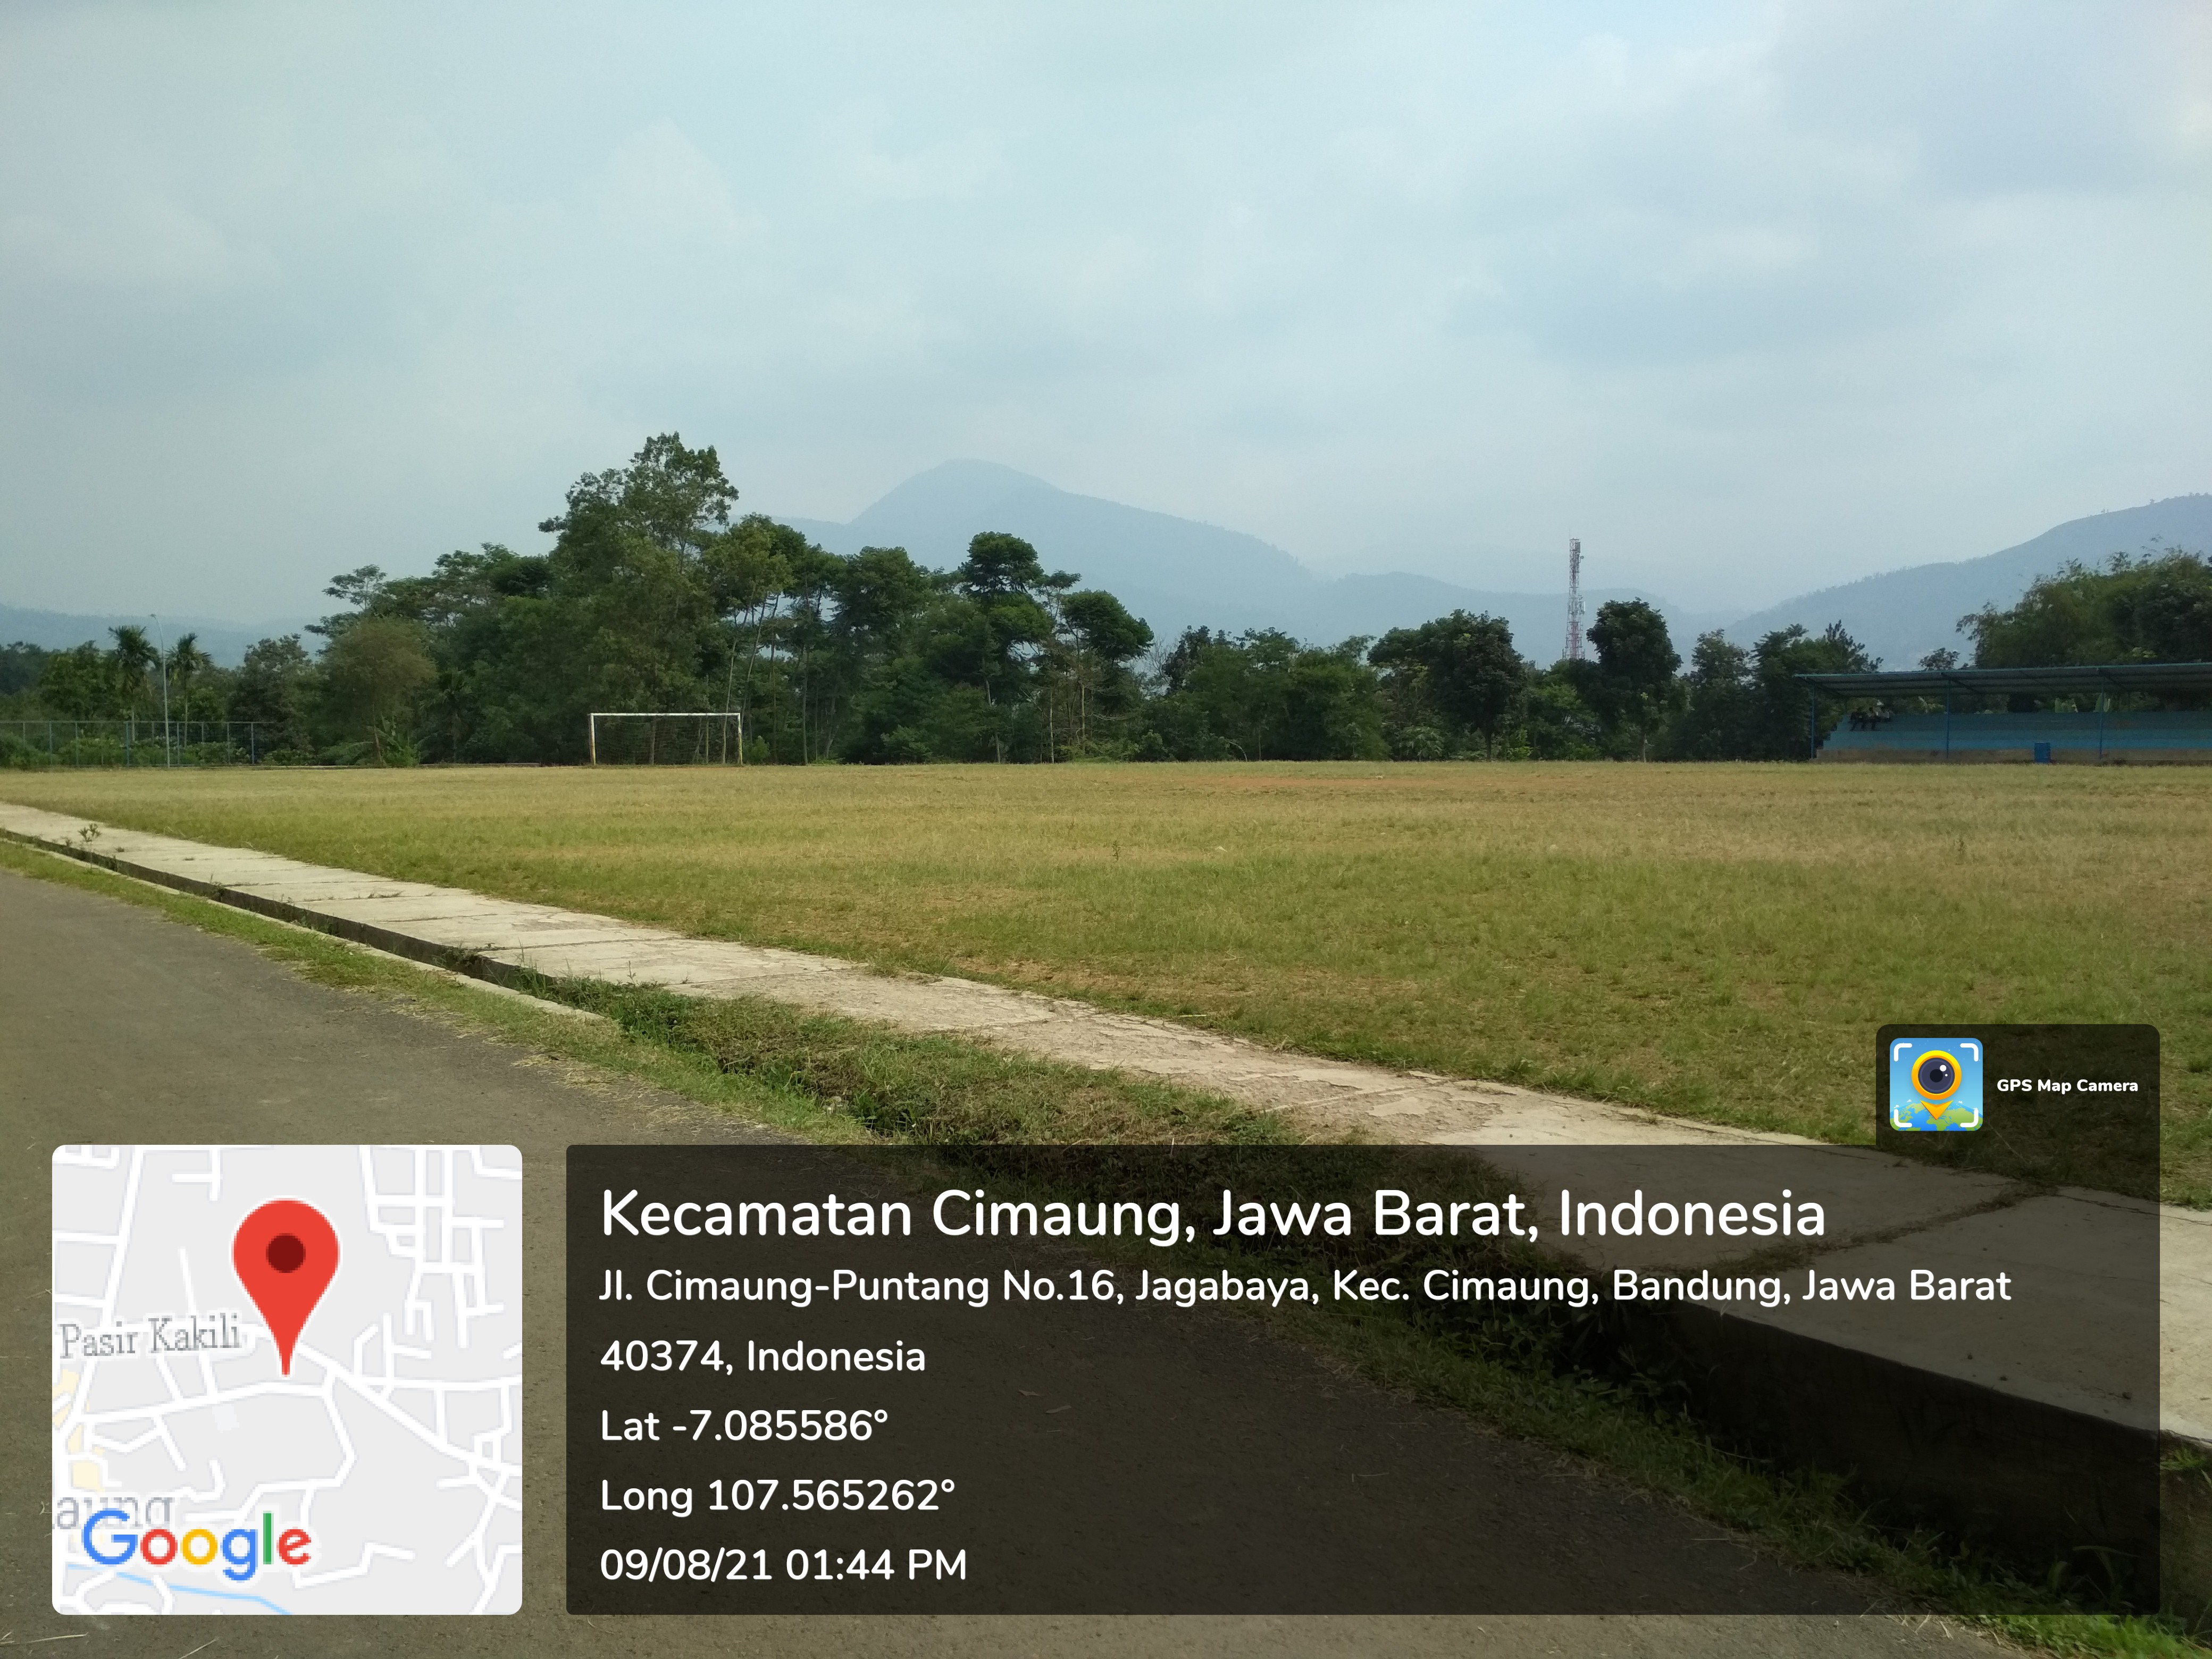 GPS Map Camera
Pasir Kakili
Google
Kecamatan Cimaung, Jawa Barat, Indonesia
Jl. Cimaung-Puntang No.16, Jagabaya, Kec. Cimaung, Bandung, Jawa Barat
40374, Indonesia
Lat -7.085586°
Long 107.565262°
09/08/21 01:44 PM